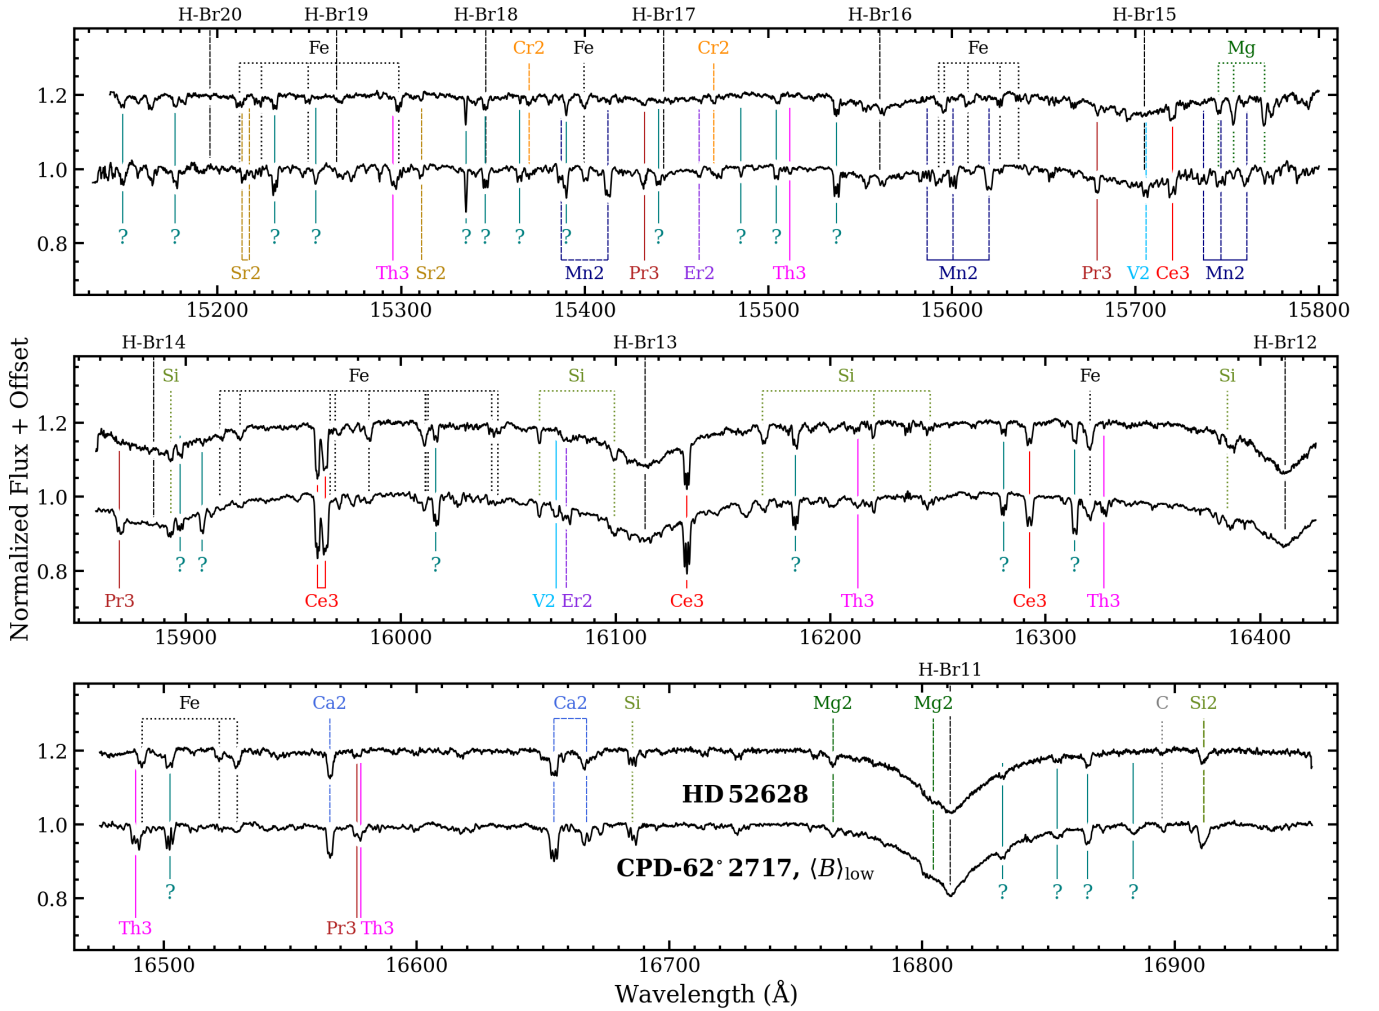 H-Br20 H-Br19 H-Br18 H-Br17 H-Br16 H-Br15
Fe Cr2 Fe Cr2 Fe Mg
1.2
1.0
0.8
? ? ? ? ? ? ? ? ? ? ? ?
Sr2 Th3 Sr2 Mn2 Pr3 Er2 Th3 Mn2 Pr3 V2 Ce3 Mn2
15200 15300 15400 15500 15600 15700 15800
H-Br14 H-Br13 H-Br12
Si Fe Si Si Fe Si
1.2
1.0
0.8
? ? ? ? ? ?
Pr3 Ce3 V2 Er2 Ce3 Th3 Ce3 Th3
15900 16000 16100 16200 16300 16400
Normalized Flux + Offset
H-Br11
Fe Ca2 Ca2 Si Mg2 Mg2 C Si2
1.2
HD 52628
1.0
CPD-62° 2717, ⟨B⟩low
0.8
? ? ? ? ?
Th3 Pr3 Th3
16500 16600 16700 16800 16900
Wavelength (Å)